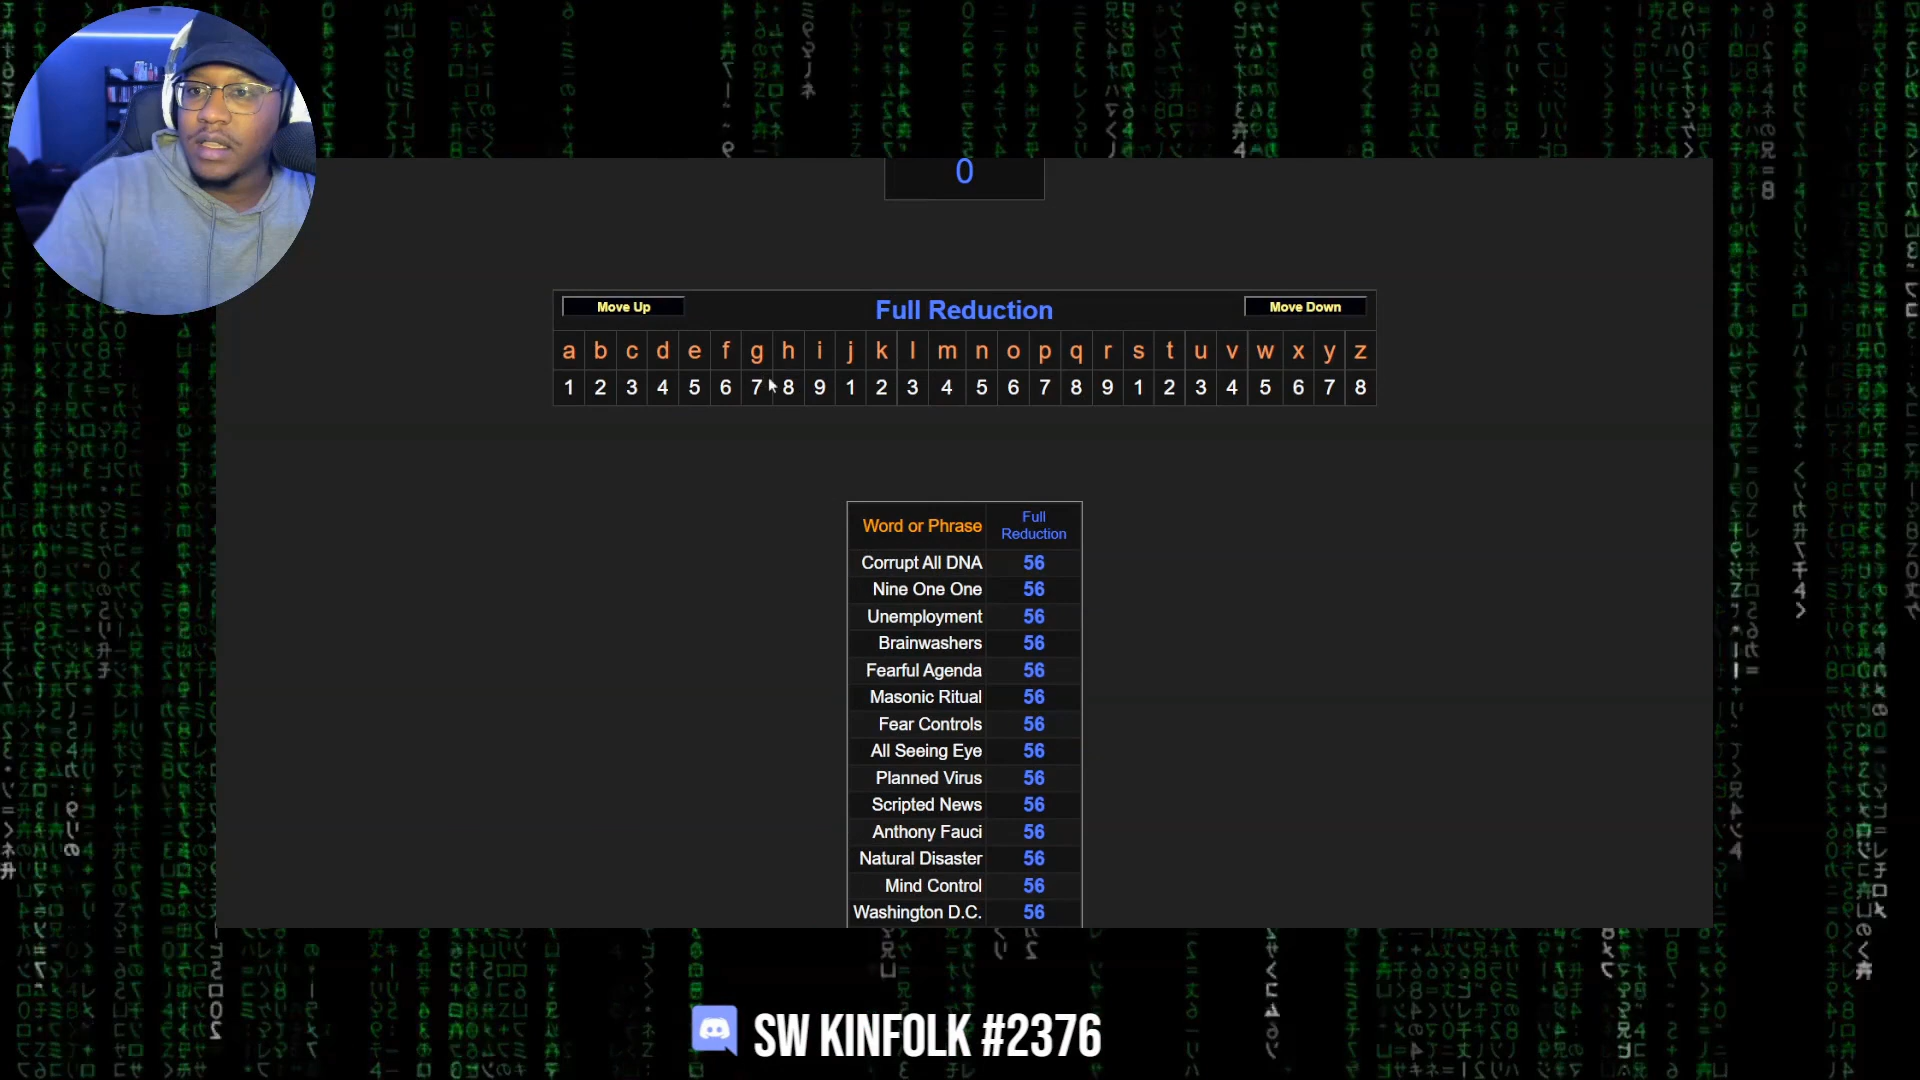 0
Move Up
Full Reduction
Move Down
a b c d e f g h i j k l m n o p q r s t u v w x y z
1 2 3 4 5 6 7 8 9 1 2 3 4 5 6 7 8 9 1 2 3 4 5 6 7 8
Word or Phrase Full Reduction
Corrupt All DNA 56
Nine One One 56
Unemployment 56
Brainwashers 56
Fearful Agenda 56
Masonic Ritual 56
Fear Controls 56
All Seeing Eye 56
Planned Virus 56
Scripted News 56
Anthony Fauci 56
Natural Disaster 56
Mind Control 56
Washington D.C. 56
SW KINFOLK #2376